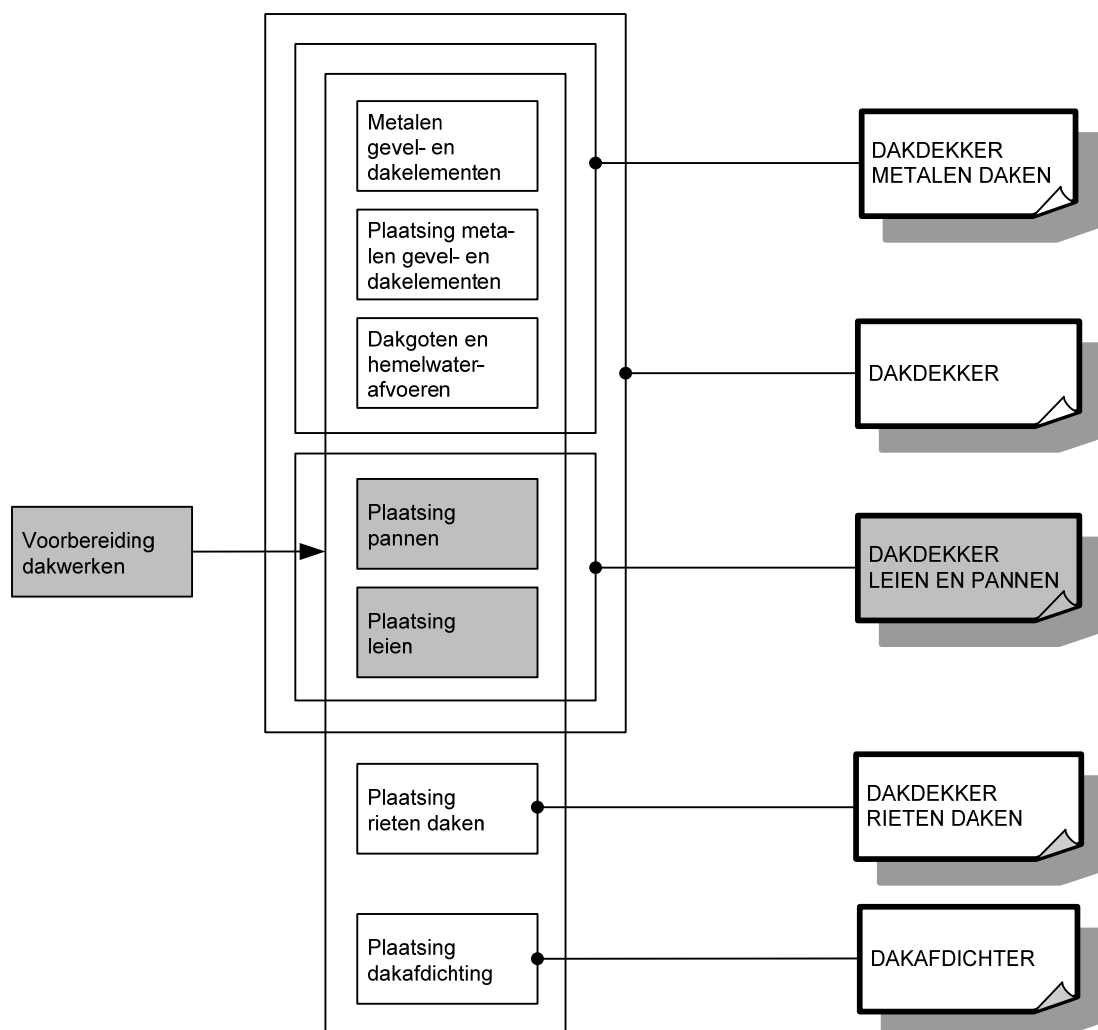 Metalen
gevel- en
dakelementen
DAKDEKKER
METALEN DAKEN
Plaatsing meta-
len gevel- en
dakelementen
Dakgoten en
hemelwater-
afvoeren
DAKDEKKER
Voorbereiding
dakwerken
Plaatsing
pannen
Plaatsing
leien
DAKDEKKER
LEIEN EN PANNEN
Plaatsing
rieten daken
DAKDEKKER
RIETEN DAKEN
Plaatsing
dakafdichting
DAKAFDICHTER